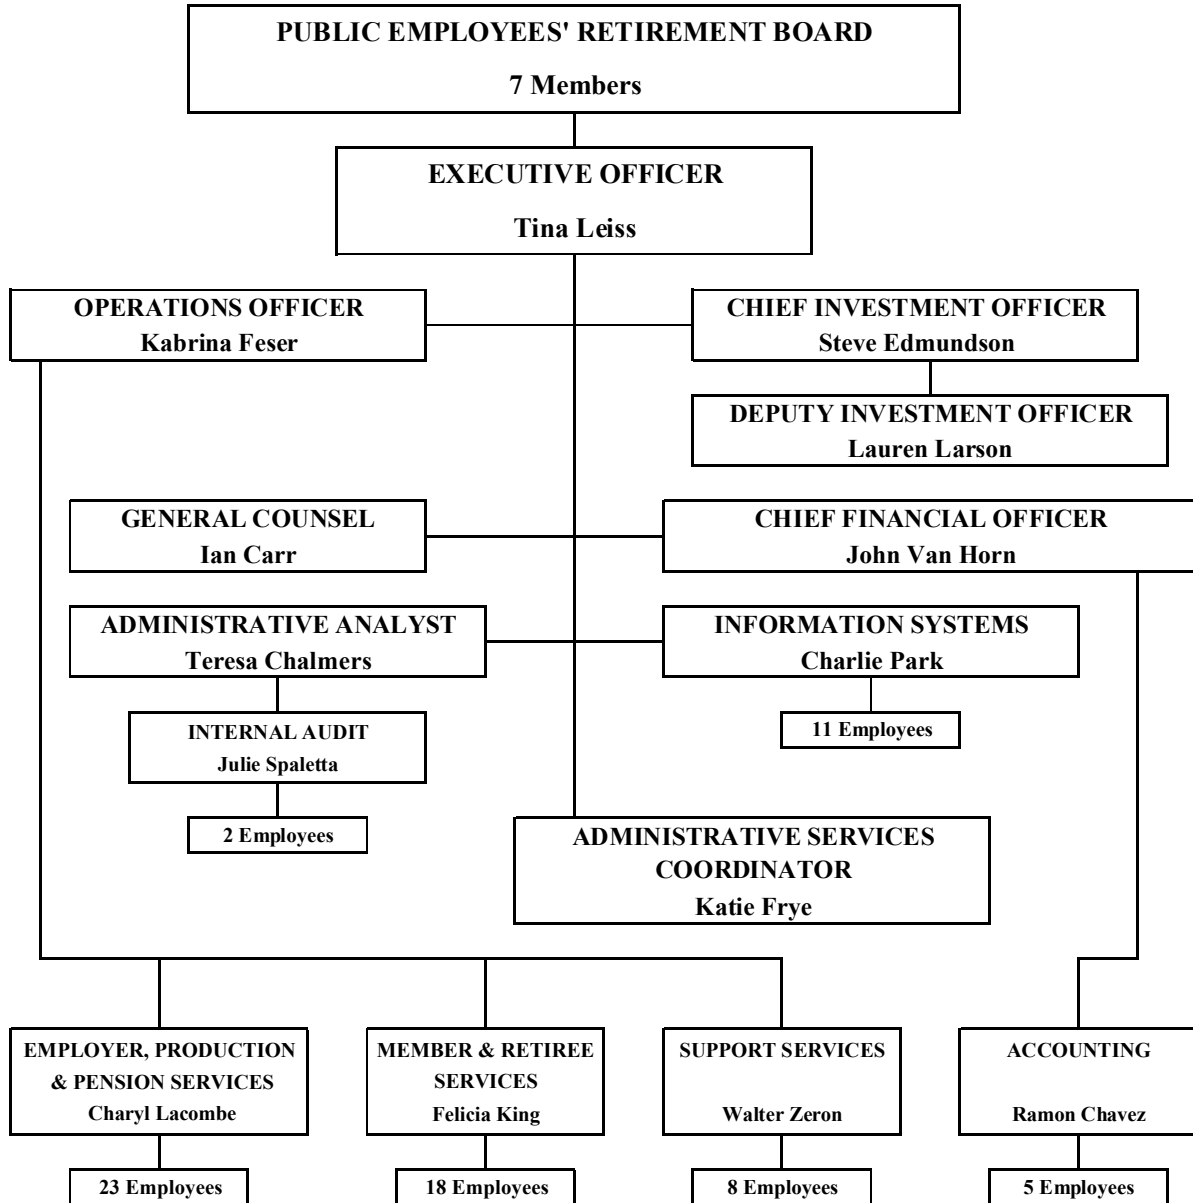 PUBLIC EMPLOYEES' RETIREMENT BOARD
7 Members
EXECUTIVE OFFICER
Tina Leiss
OPERATIONS OFFICER
Kabrina Feser
CHIEF INVESTMENT OFFICER
Steve Edmundson
DEPUTY INVESTMENT OFFICER
Lauren Larson
GENERAL COUNSEL
Ian Carr
CHIEF FINANCIAL OFFICER
John Van Horn
ADMINISTRATIVE ANALYST
Teresa Chalmers
INFORMATION SYSTEMS
Charlie Park
INTERNAL AUDIT
Julie Spaletta
11 Employees
2 Employees
ADMINISTRATIVE SERVICES
COORDINATOR
Katie Frye
EMPLOYER, PRODUCTION
& PENSION SERVICES
Charyl Lacombe
MEMBER & RETIREE
SERVICES
Felicia King
SUPPORT SERVICES
Walter Zeron
ACCOUNTING
Ramon Chavez
23 Employees
18 Employees
8 Employees
5 Employees